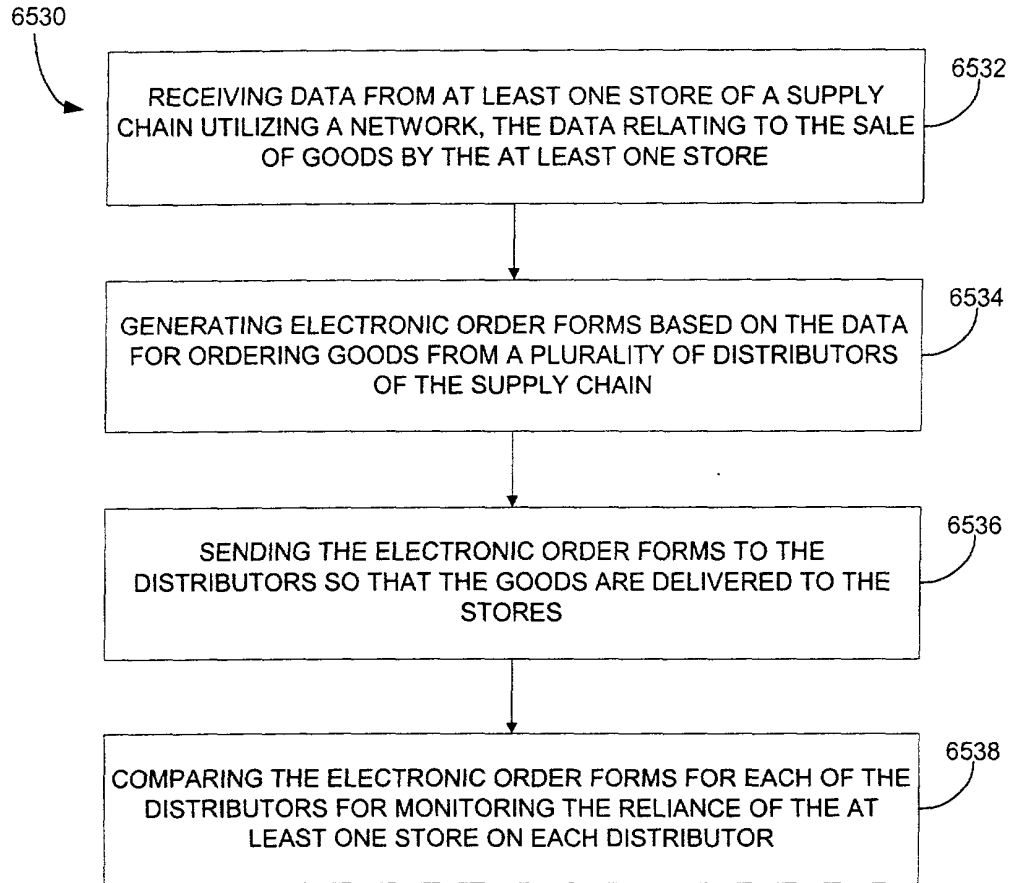 6530
6532
RECEIVING DATA FROM AT LEAST ONE STORE OF A SUPPLY
CHAIN UTILIZING A NETWORK, THE DATA RELATING TO THE SALE
OF GOODS BY THE AT LEAST ONE STORE
6534
GENERATING ELECTRONIC ORDER FORMS BASED ON THE DATA
FOR ORDERING GOODS FROM A PLURALITY OF DISTRIBUTORS
OF THE SUPPLY CHAIN
6536
SENDING THE ELECTRONIC ORDER FORMS TO THE
DISTRIBUTORS SO THAT THE GOODS ARE DELIVERED TO THE
STORES
6538
COMPARING THE ELECTRONIC ORDER FORMS FOR EACH OF THE
DISTRIBUTORS FOR MONITORING THE RELIANCE OF THE AT
LEAST ONE STORE ON EACH DISTRIBUTOR